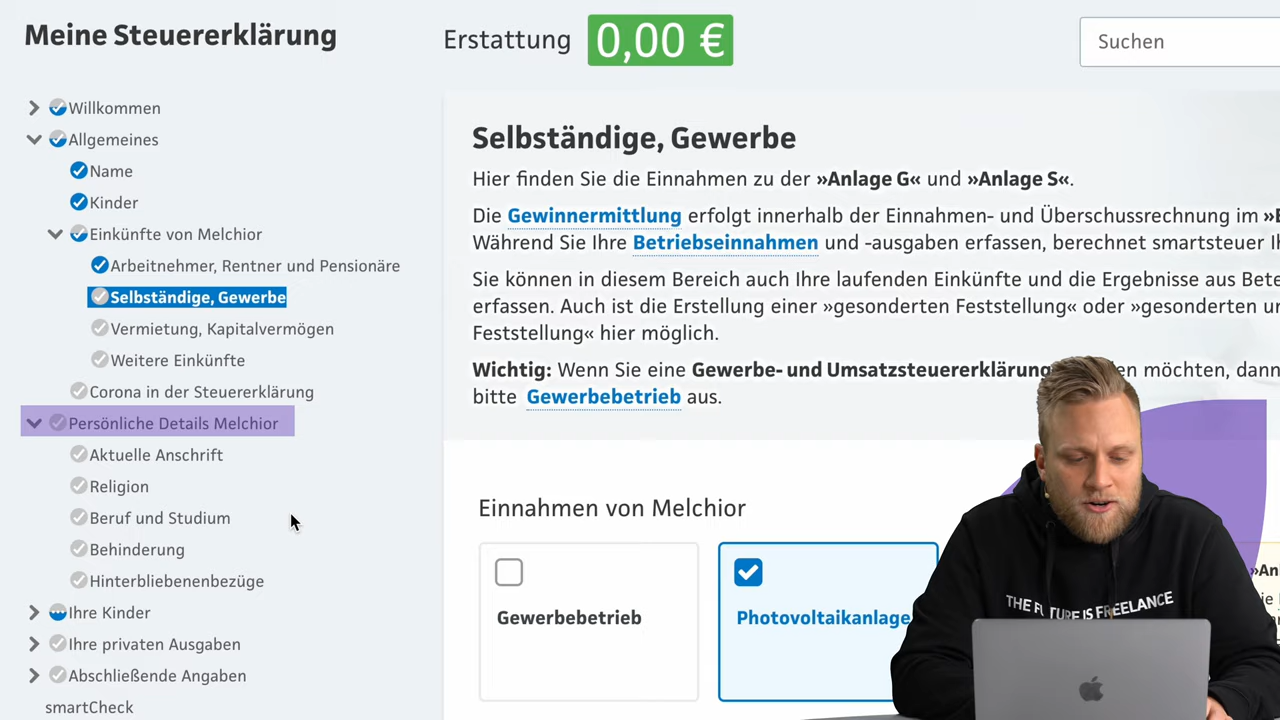 Meine Steuererklärung
Erstattung 0,00 €
Suchen
Willkommen
Allgemeines
Name
Kinder
Einkünfte von Melchior
Arbeitnehmer, Rentner und Pensionäre
Selbständige, Gewerbe
Vermietung, Kapitalvermögen
Weitere Einkünfte
Corona in der Steuererklärung
Persönliche Details Melchior
Aktuelle Anschrift
Religion
Beruf und Studium
Behinderung
Hinterbliebenenbezüge
Ihre Kinder
Ihre privaten Ausgaben
Abschließende Angaben
smartCheck
Selbständige, Gewerbe
Hier finden Sie die Einnahmen zu der »Anlage G« und »Anlage S«.
Die Gewinnermittlung erfolgt innerhalb der Einnahmen- und Überschussrechnung im
Während Sie Ihre Betriebseinnahmen und -ausgaben erfassen, berechnet smartsteuer
Sie können in diesem Bereich auch Ihre laufenden Einkünfte und die Ergebnisse aus
erfassen. Auch ist die Erstellung einer »gesonderten Feststellung« oder »gesonderten
Feststellung« hier möglich.
Wichtig: Wenn Sie eine Gewerbe- und Umsatzsteuererklärung möchten, dann
bitte Gewerbebetrieb aus.
Einnahmen von Melchior
Gewerbebetrieb
Photovoltaikanlage
THE FUTURE IS FREELANCE